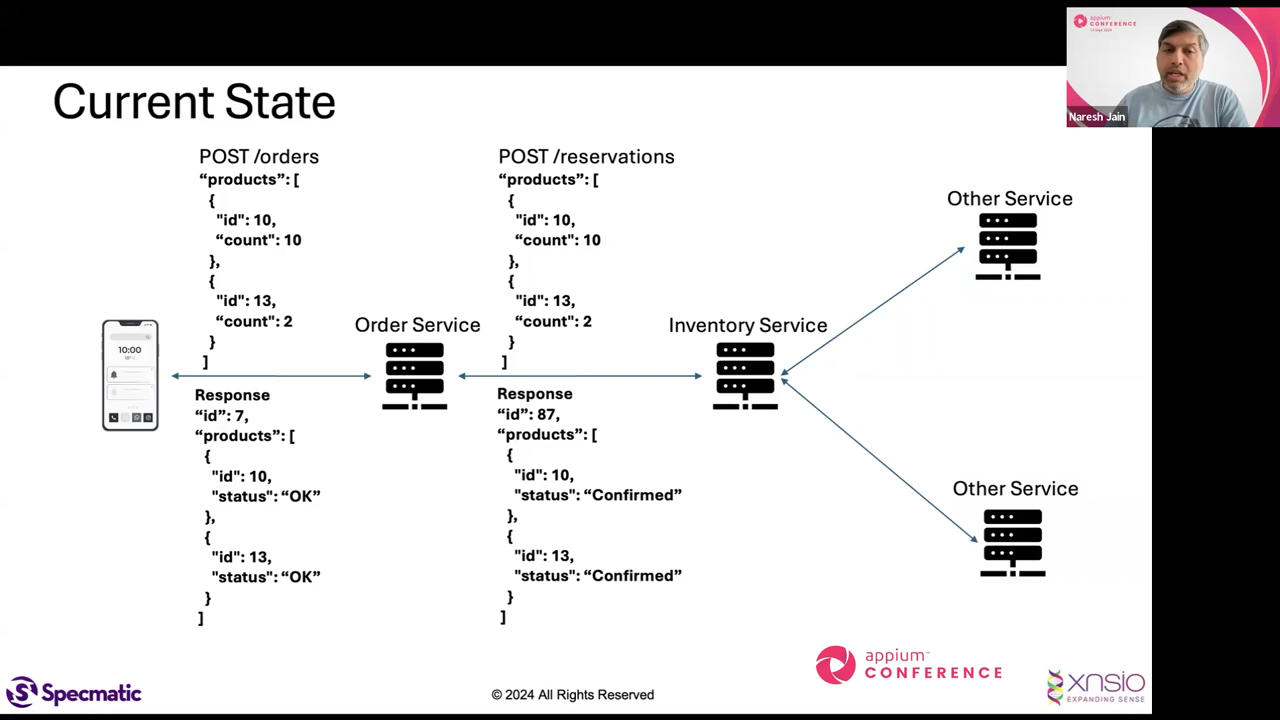 appium
CONFERENCE
Naresh Jain
Current State
POST /orders
“products”: [
{
"id": 10,
“count": 10
},
{
"id": 13,
“count": 2
}
]
Response
“id”: 7,
“products”: [
{
"id": 10,
"status": “OK”
},
{
"id": 13,
"status": “OK”
}
]
Order Service
POST /reservations
“products”: [
{
"id": 10,
“count": 10
},
{
"id": 13,
“count": 2
}
]
Response
“id”: 87,
“products”: [
{
"id": 10,
"status": “Confirmed”
},
{
"id": 13,
"status": “Confirmed”
}
]
Inventory Service
Other Service
Other Service
10:00
Specmatic
© 2024 All Rights Reserved
appium™
CONFERENCE
xnsio
EXPANDING SENSE